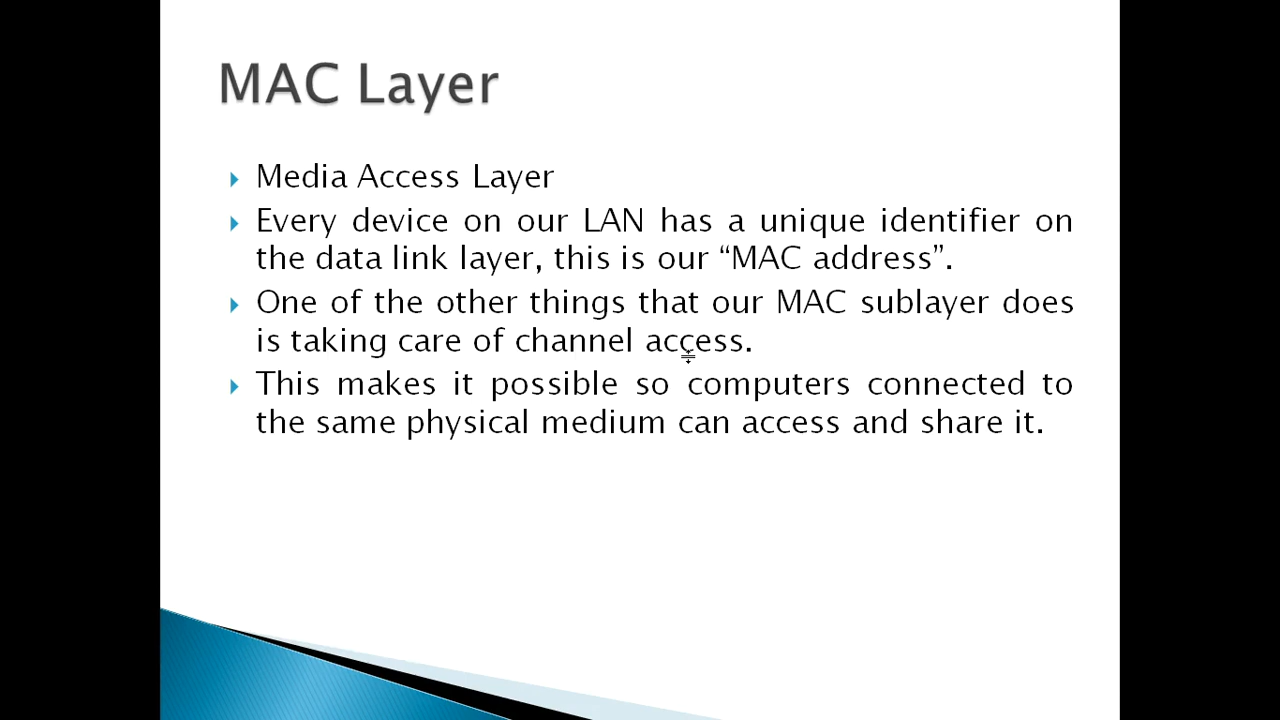 MAC Layer
Media Access Layer
Every device on our LAN has a unique identifier on
the data link layer, this is our “MAC address”.
One of the other things that our MAC sublayer does
is taking care of channel access.
This makes it possible so computers connected to
the same physical medium can access and share it.